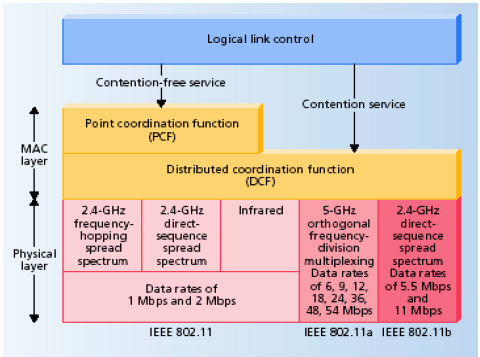 Logical link control
Contention-free service
Contention service
Point coordination function
(PCF)
MAC
layer
Distributed coordination function
(DCF)
Physical
layer
2.4-GHz
frequency-
hopping
spread
spectrum
2.4-GHz
direct-
sequence
spread
spectrum
Infrared
Data rates of
1 Mbps and 2 Mbps
5-GHz
orthogonal
frequency-
division
multiplexing
Data rates
of 6, 9, 12,
18, 24, 36,
48, 54 Mbps
2.4-GHz
direct-
sequence
spread
spectrum
Data rates
of 5.5 Mbps
and
11 Mbps
IEEE 802.11
IEEE 802.11a
IEEE 802.11b